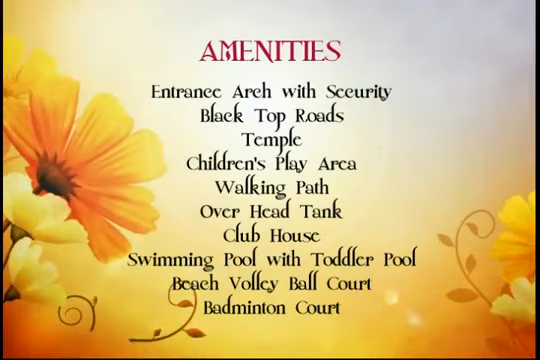 AMENITIES
Entrance Arch with Security
Black Top Roads
Temple
Children's Play Area
Walking Path
Over Head Tank
Club House
Swimming Pool with Toddler Pool
Beach Volley Ball Court
Badminton Court